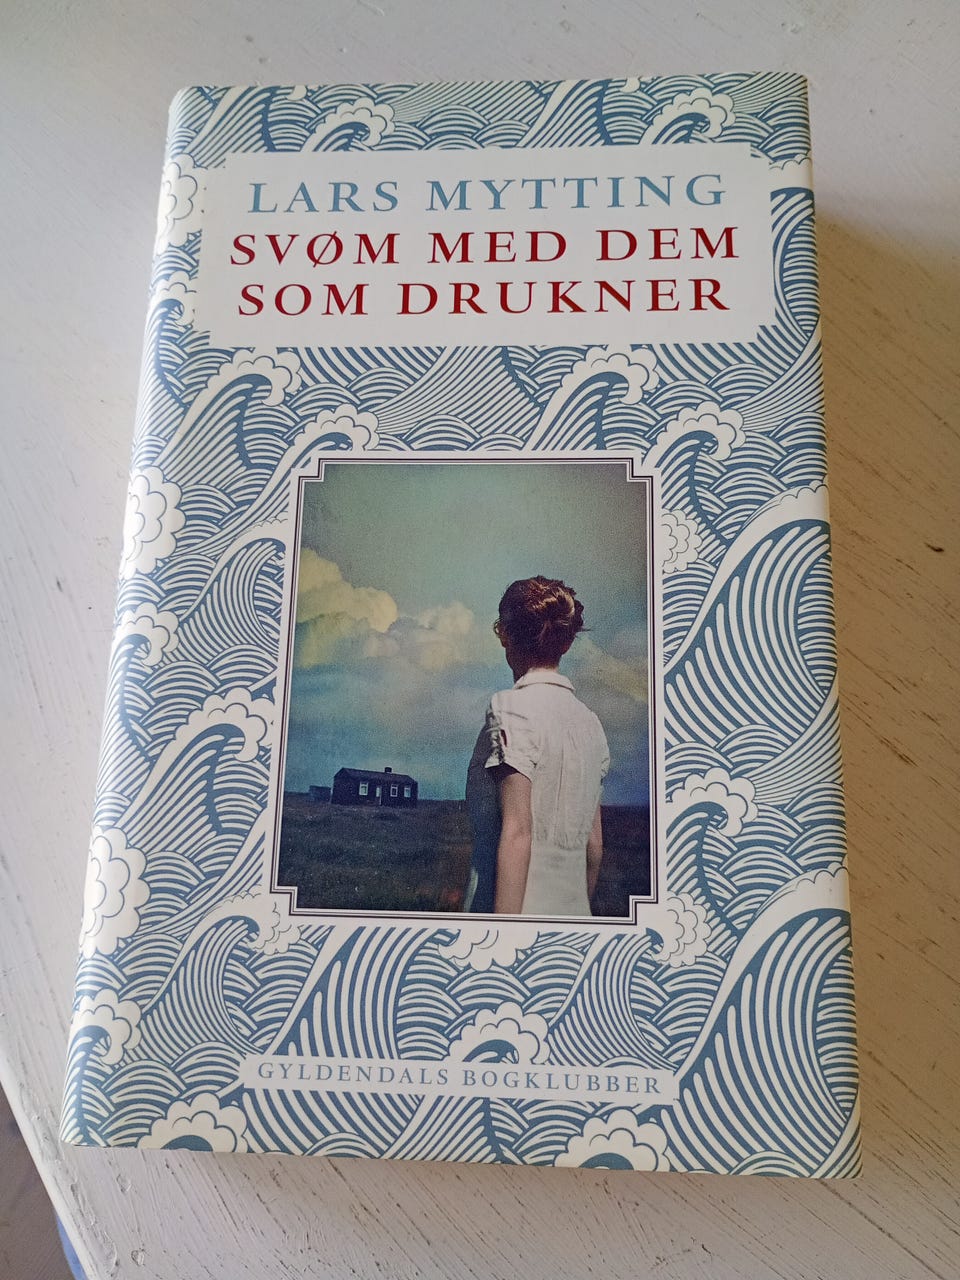 LARS MYTTING
SVØM MED DEM
SOM DRUKNER
GYLDENDALS BOGKLUBBER